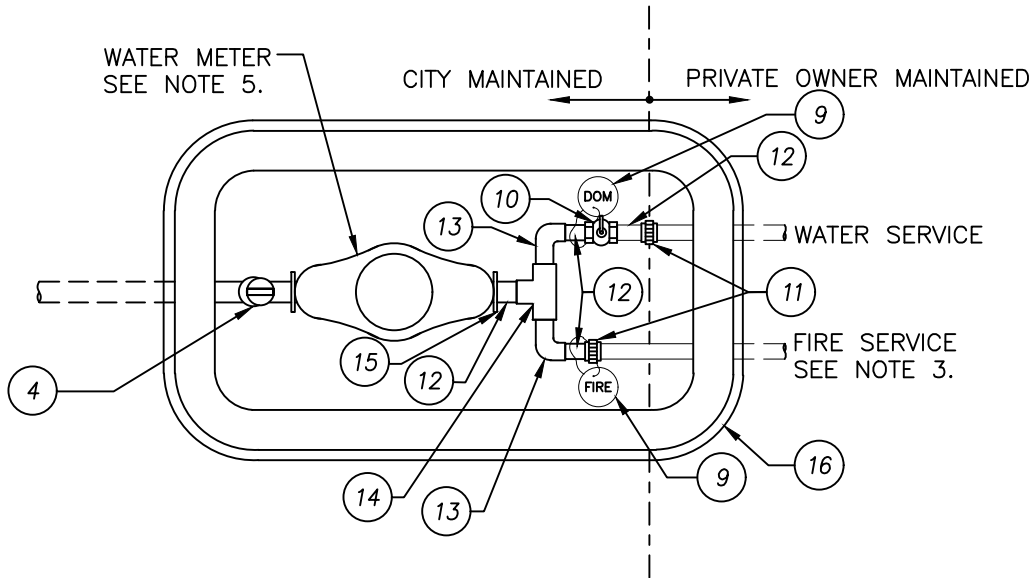 WATER METER
SEE NOTE 5.
CITY MAINTAINED
PRIVATE OWNER MAINTAINED
9
12
10
DOM
13
WATER SERVICE
12
11
15
12
4
FIRE SERVICE
SEE NOTE 3.
FIRE
14
13
9
16